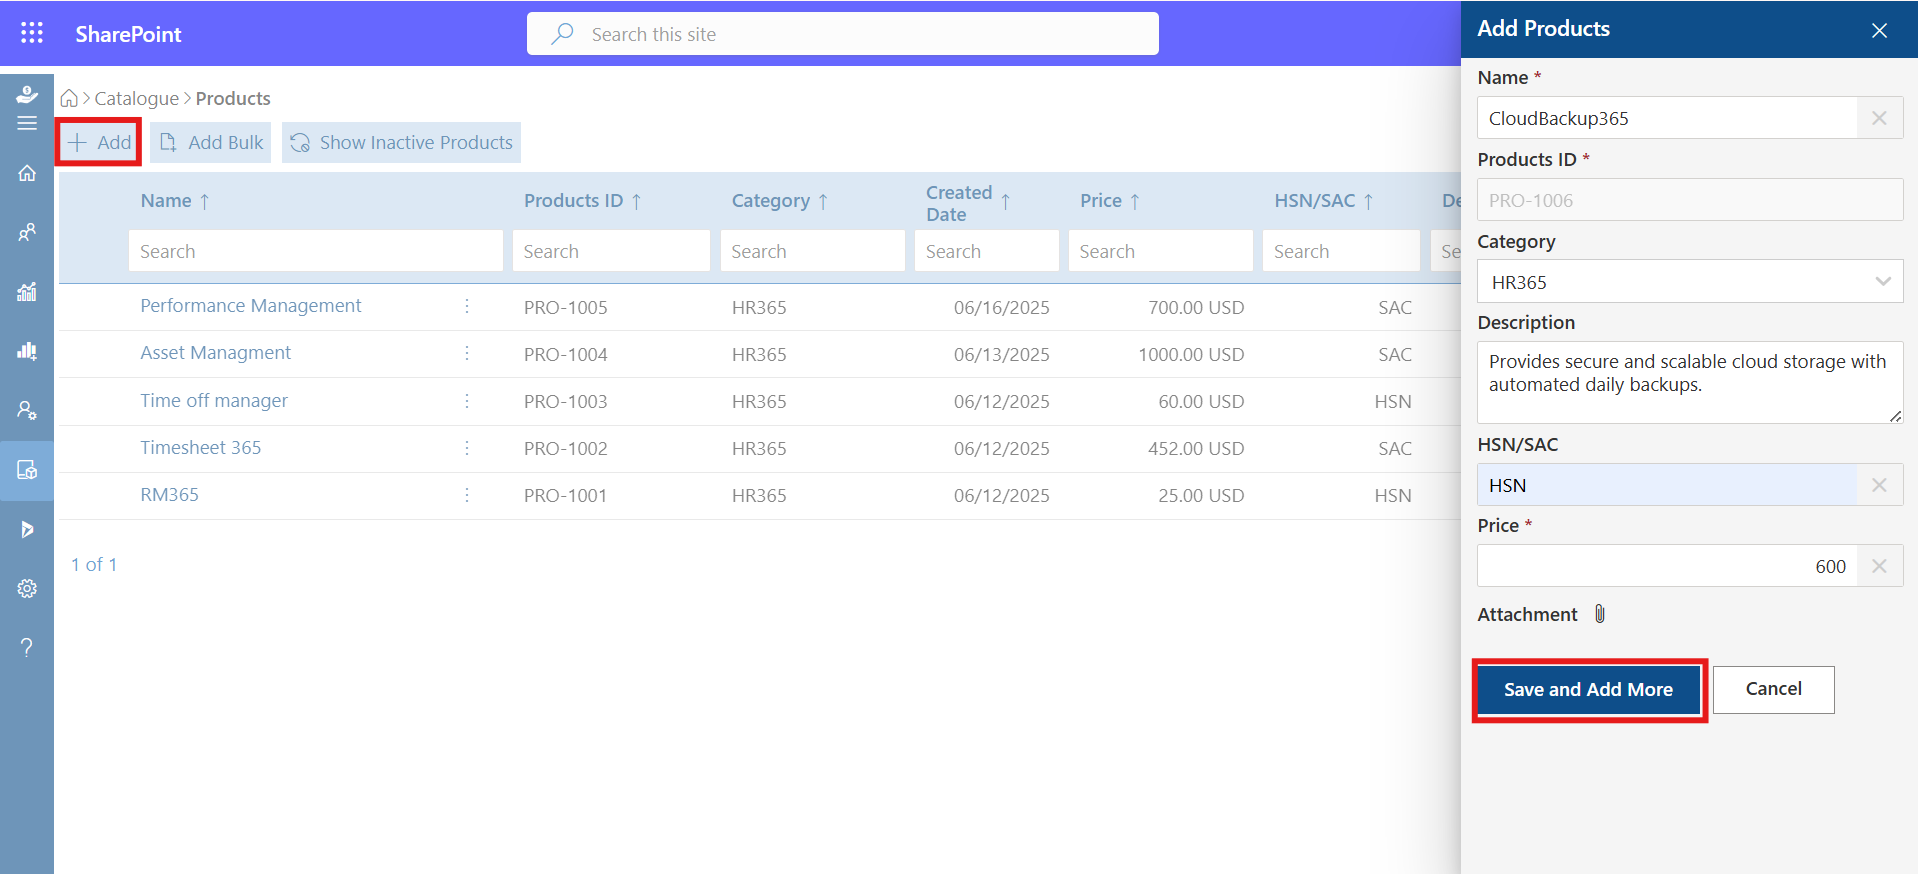 SharePoint
Search this site
Catalogue Products
Add
Add Bulk
Show Inactive Products
Name Products ID Category Created Date Price HSN/SAC
Search Search Search Search Search Search Se
Performance Management PRO-1005 HR365 06/16/2025 700.00 USD SAC
Asset Managment PRO-1004 HR365 06/13/2025 1000.00 USD SAC
Time off manager PRO-1003 HR365 06/12/2025 60.00 USD HSN
Timesheet 365 PRO-1002 HR365 06/12/2025 452.00 USD SAC
RM365 PRO-1001 HR365 06/12/2025 25.00 USD HSN
1 of 1
Add Products
Name *
CloudBackup365
Products ID *
PRO-1006
Category
HR365
Description
Provides secure and scalable cloud storage with
automated daily backups.
HSN/SAC
HSN
Price *
600
Attachment
Save and Add More
Cancel